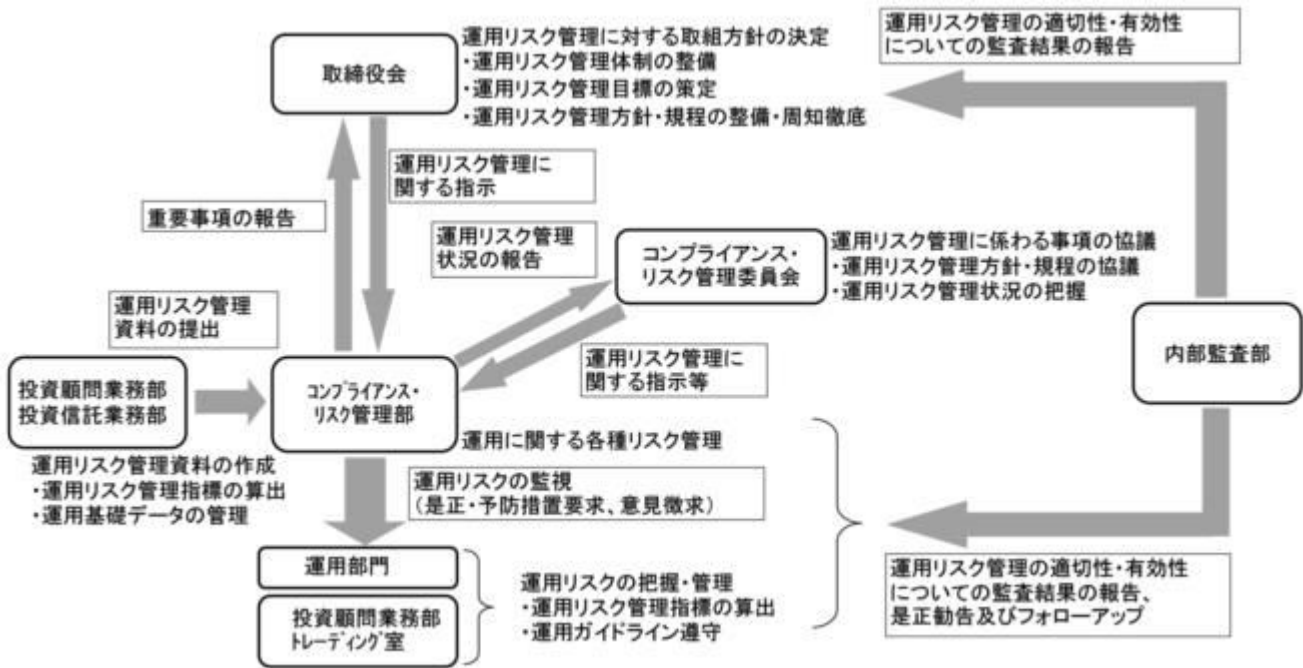 取締役会
運用リスク管理に対する取組方針の決定
・運用リスク管理体制の整備
・運用リスク管理目標の策定
・運用リスク管理方針・規程の整備・周知徹底
運用リスク管理の適切性・有効性
についての監査結果の報告
運用リスク管理に
関する指示
重要事項の報告
運用リスク管理
状況の報告
コンプライアンス・
リスク管理委員会
運用リスク管理に係わる事項の協議
・運用リスク管理方針・規程の協議
・運用リスク管理状況の把握
運用リスク管理
資料の提出
運用リスク管理に
関する指示等
内部監査部
投資顧問業務部
投資信託業務部
コンプライアンス・
リスク管理部
運用に関する各種リスク管理
運用リスク管理資料の作成
・運用リスク管理指標の算出
・運用基礎データの管理
運用リスクの監視
(是正・予防措置要求、意見徴求)
運用部門
投資顧問業務部
トレーディング室
運用リスクの把握・管理
・運用リスク管理指標の算出
・運用ガイドライン遵守
運用リスク管理の適切性・有効性
についての監査結果の報告、
是正勧告及びフォローアップ